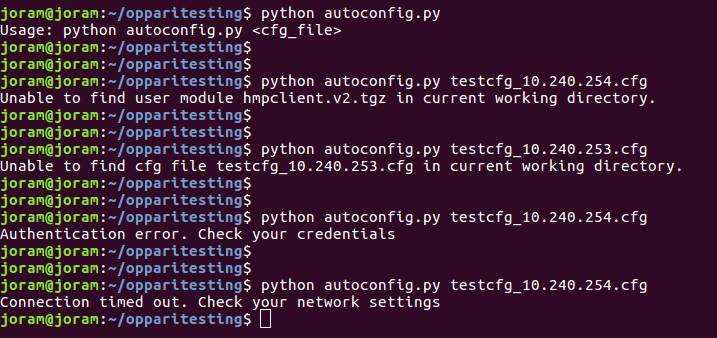 joram@joram:~/opparitesting$ python autoconfig.py
Usage: python autoconfig.py <cfg_file>
joram@joram:~/opparitesting$
joram@joram:~/opparitesting$
joram@joram:~/opparitesting$ python autoconfig.py testcfg_10.240.254.cfg
Unable to find user module hmpclient.v2.tgz in current working directory.
joram@joram:~/opparitesting$
joram@joram:~/opparitesting$
joram@joram:~/opparitesting$ python autoconfig.py testcfg_10.240.253.cfg
Unable to find cfg file testcfg_10.240.253.cfg in current working directory.
joram@joram:~/opparitesting$
joram@joram:~/opparitesting$
joram@joram:~/opparitesting$ python autoconfig.py testcfg_10.240.254.cfg
Authentication error. Check your credentials
joram@joram:~/opparitesting$
joram@joram:~/opparitesting$
joram@joram:~/opparitesting$ python autoconfig.py testcfg_10.240.254.cfg
Connection timed out. Check your network settings
joram@joram:~/opparitesting$